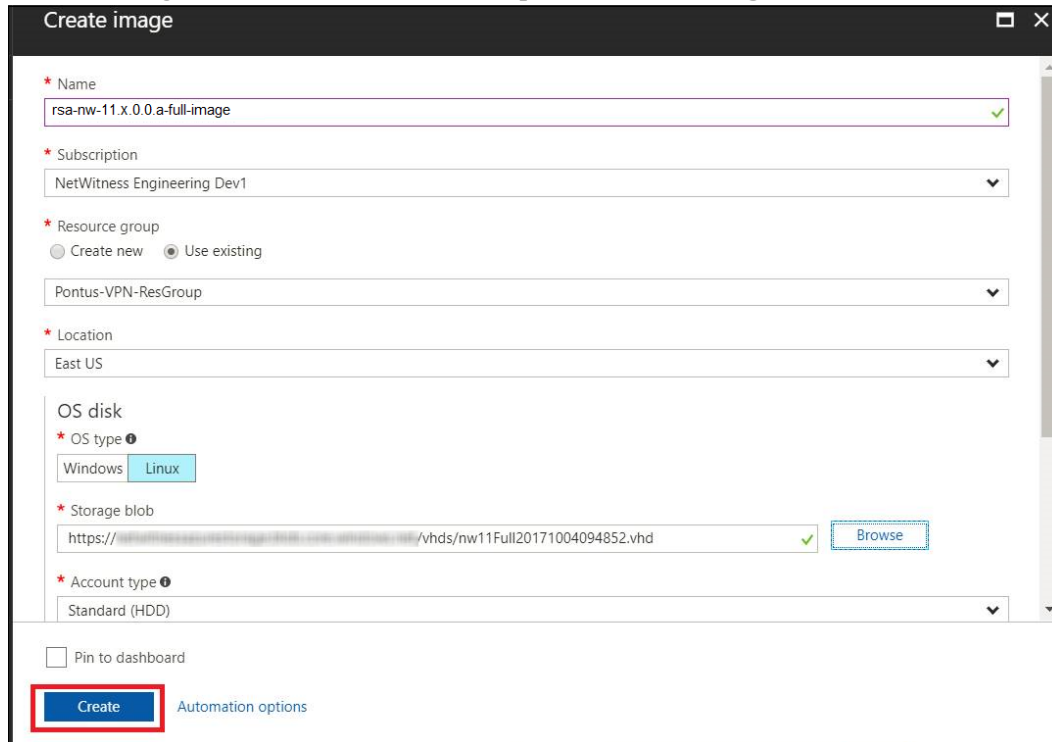 Create image
* Name
rsa-nw-11.x.0.0.a-full-image
* Subscription
NetWitness Engineering Dev1
* Resource group
Create new Use existing
Pontus-VPN-ResGroup
* Location
East US
OS disk
* OS type
Windows Linux
* Storage blob
https:// /vhds/nw11Full20171004094852.vhd Browse
* Account type
Standard (HDD)
Pin to dashboard
Create Automation options